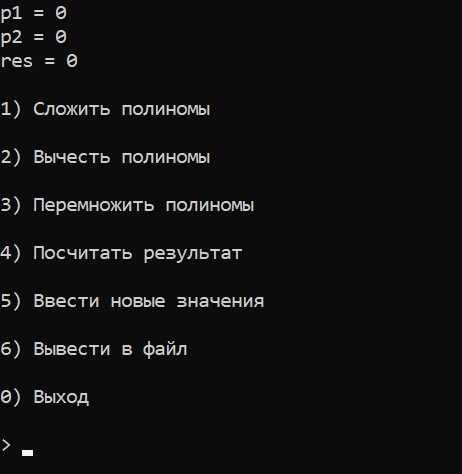 p1 = 0
p2 = 0
res = 0
1) Сложить полиномы
2) Вычесть полиномы
3) Перемножить полиномы
4) Посчитать результат
5) Ввести новые значения
6) Вывести в файл
0) Выход
>